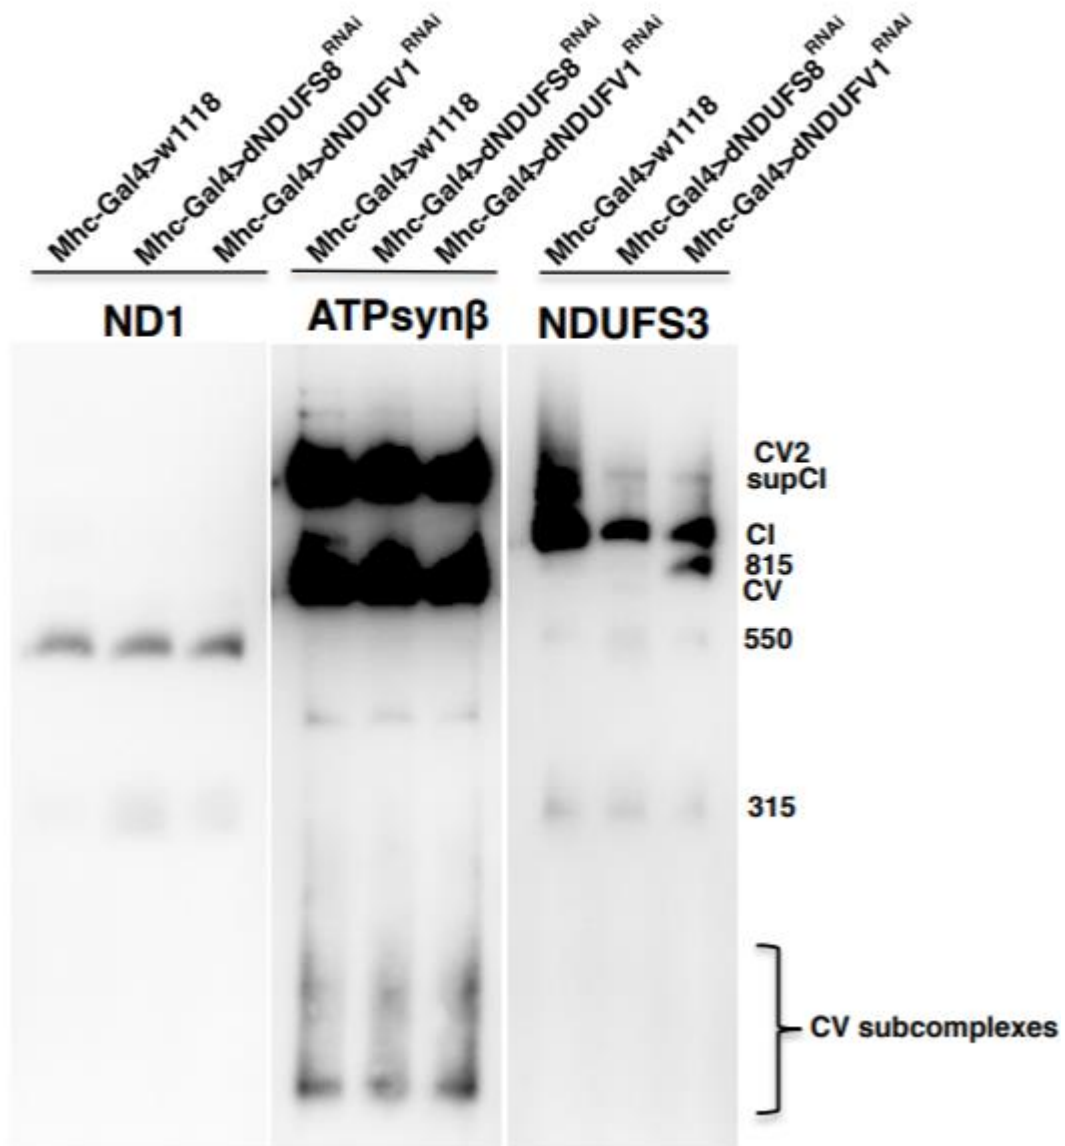 Mhc-Gal4>w1118
Mhc-Gal4>dNDUFS8RNAi
Mhc-Gal4>dNDUFV1RNAi
Mhc-Gal4>w1118
Mhc-Gal4>dNDUFS8RNAi
Mhc-Gal4>dNDUFV1RNAi
Mhc-Gal4>w1118
Mhc-Gal4>dNDUFS8RNAi
Mhc-Gal4>dNDUFV1RNAi
ND1
ATPsynβ
NDUFS3
CV2
supCI
CI
815
CV
550
315
CV subcomplexes